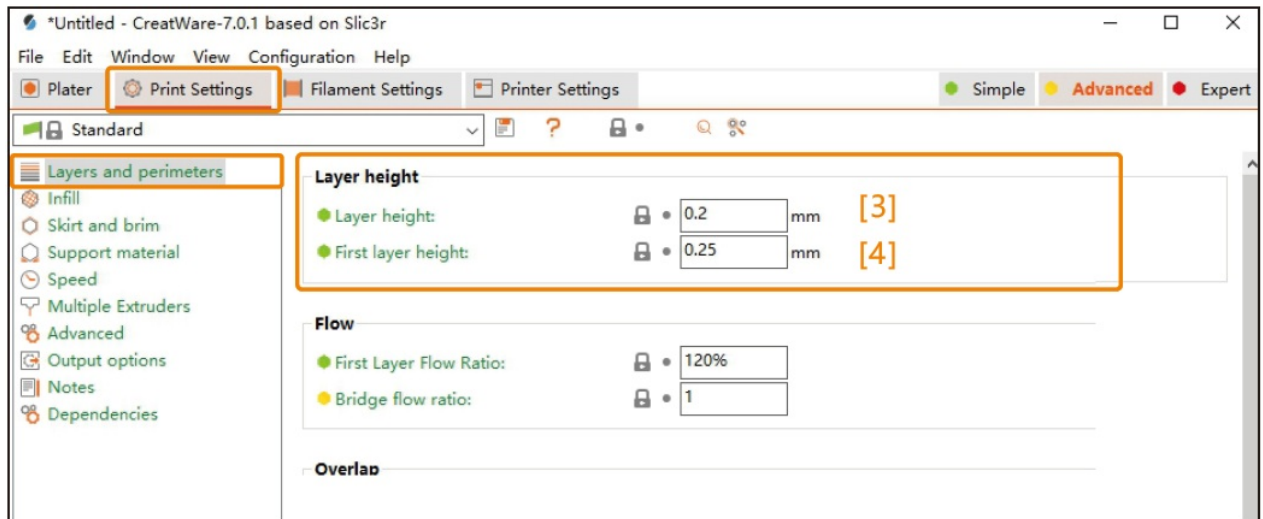 *Untitled - CreatWare-7.0.1 based on Slic3r
File Edit Window View Configuration Help
Plater Print Settings Filament Settings Printer Settings Simple Advanced Expert
Standard ?
Layers and perimeters
Infill
Skirt and brim
Support material
Speed
Multiple Extruders
Advanced
Output options
Notes
Dependencies
Layer height
Layer height: 0.2 mm [3]
First layer height: 0.25 mm [4]
Flow
First Layer Flow Ratio: 120%
Bridge flow ratio: 1
Overlap